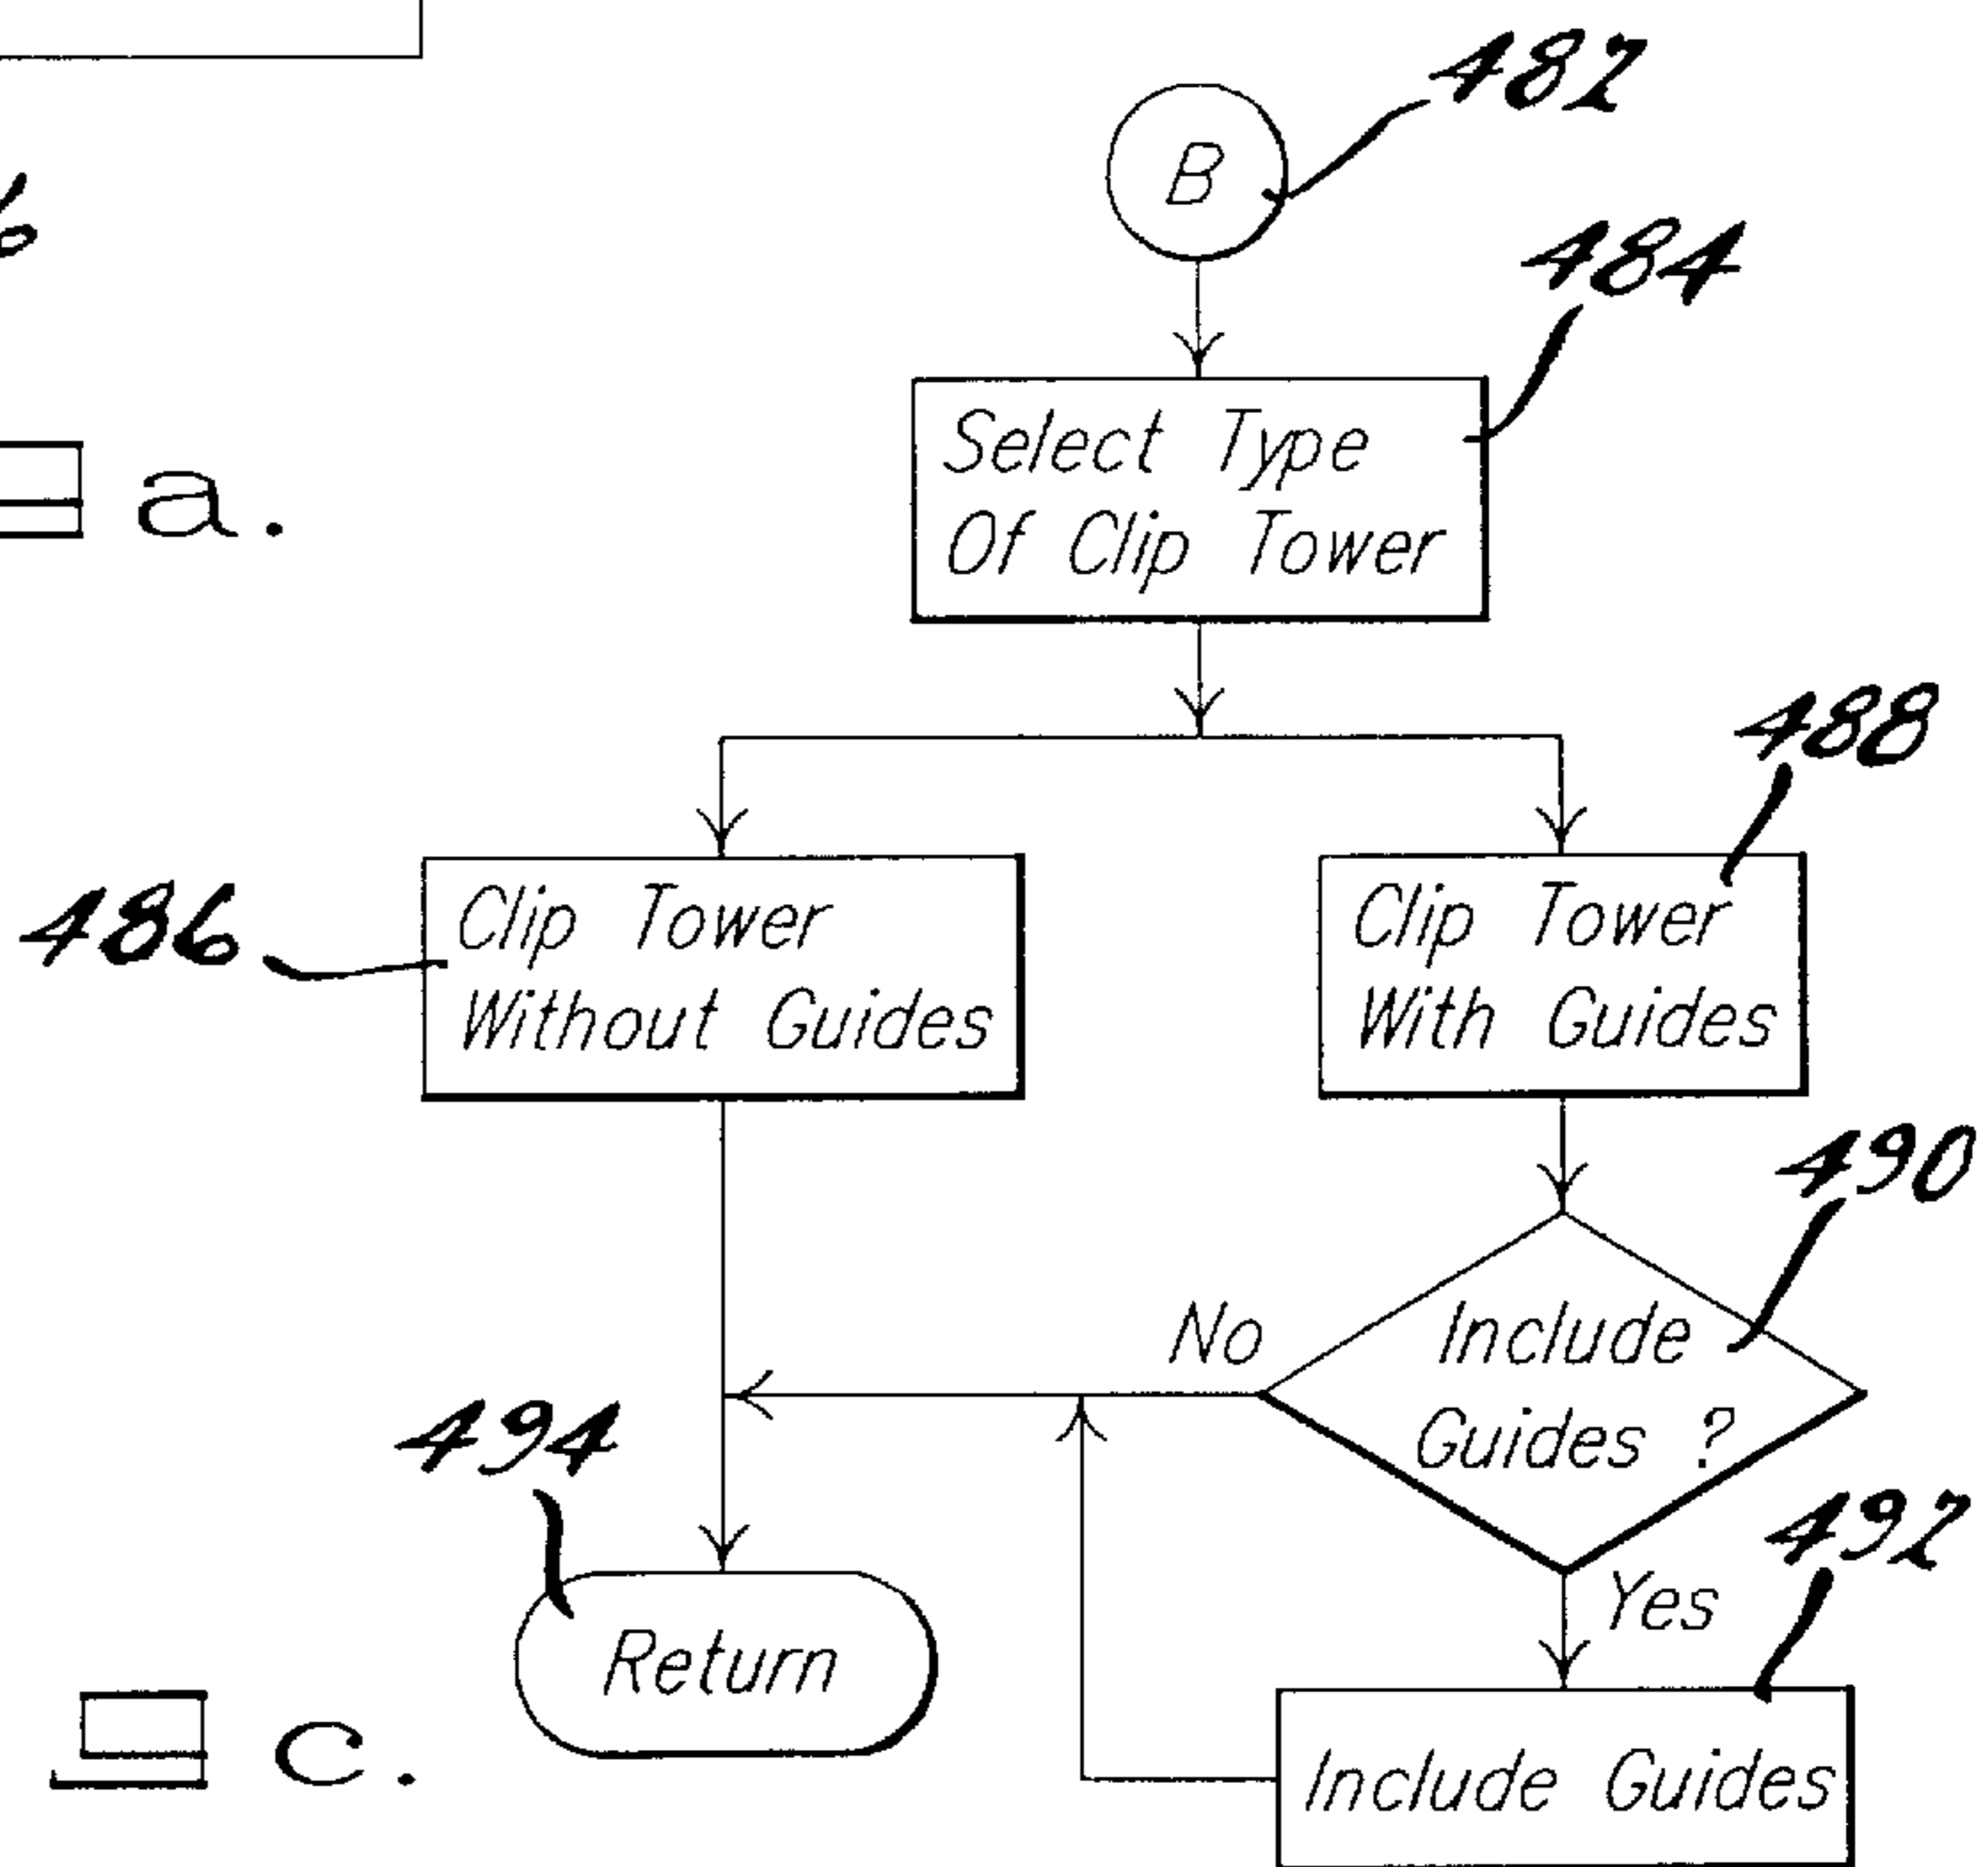 482
B
484
a.
Select Type
Of Clip Tower
488
486
Clip Tower
Without Guides
Clip Tower
With Guides
490
No
Include
Guides ?
494
492
Yes
Return
c.
Include Guides